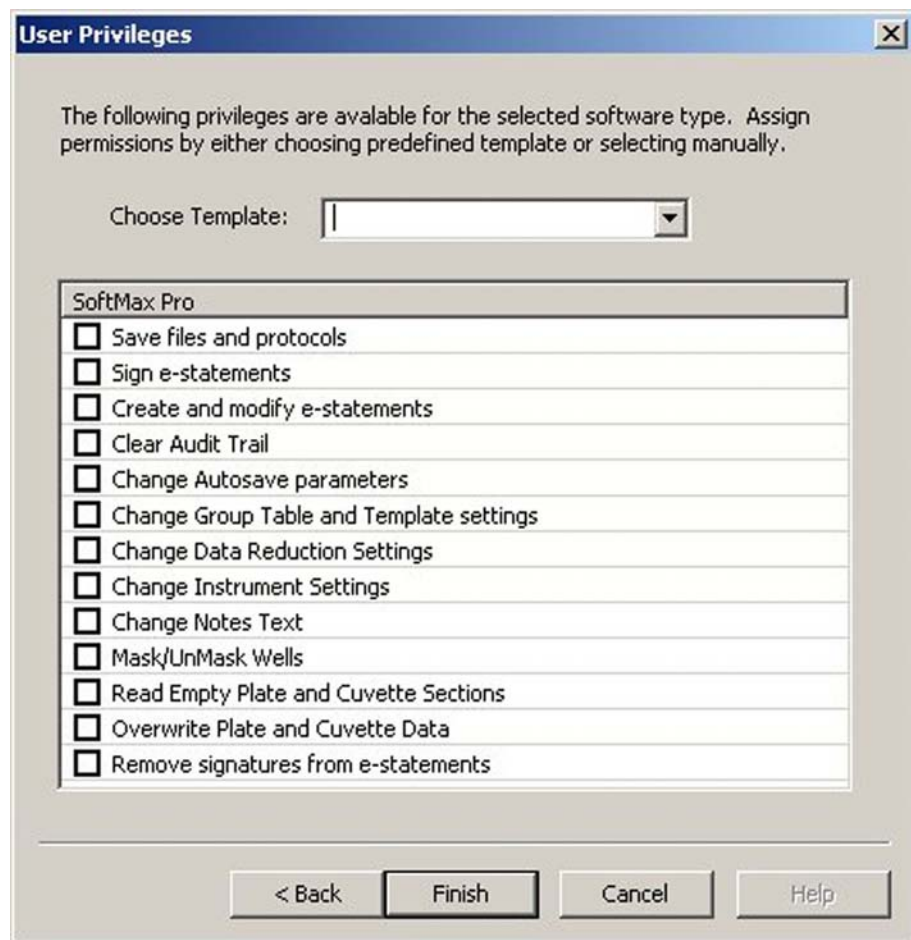 User Privileges
The following privileges are avalable for the selected software type.  Assign
permissions by either choosing predefined template or selecting manually.
Choose Template:
SoftMax Pro
Save files and protocols
Sign e-statements
Create and modify e-statements
Clear Audit Trail
Change Autosave parameters
Change Group Table and Template settings
Change Data Reduction Settings
Change Instrument Settings
Change Notes Text
Mask/UnMask Wells
Read Empty Plate and Cuvette Sections
Overwrite Plate and Cuvette Data
Remove signatures from e-statements
< Back Finish Cancel Help